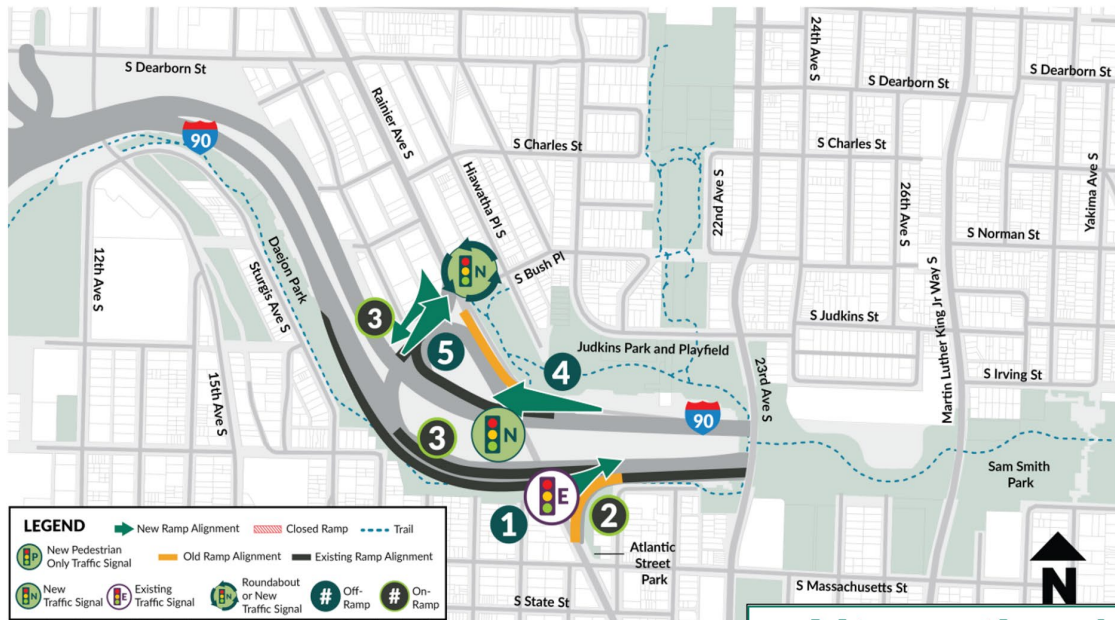 24th Ave S
S Dearborn St
S Dearborn St
S Dearborn St
Rainier Ave S
90
S Charles St
S Charles St
Hiawatha Pl S
22nd Ave S
26th Ave S
Yakima Ave S
S Norman St
12th Ave S
Daejon Park
Sturgis Ave S
N
S Bush Pl
Martin Luther King Jr Way S
S Judkins St
3
5
Judkins Park and Playfield
4
23rd Ave S
S Irving St
15th Ave S
90
N
3
Sam Smith
Park
E
1
2
Atlantic
Street
Park
N
S Massachusetts St
S State St
LEGEND
New Ramp Alignment
Closed Ramp
Trail
P
New Pedestrian
Only Traffic Signal
Old Ramp Alignment
Existing Ramp Alignment
N
New
Traffic Signal
E
Existing
Traffic Signal
N
Roundabout
or New
Traffic Signal
#
Off-
Ramp
#
On-
Ramp